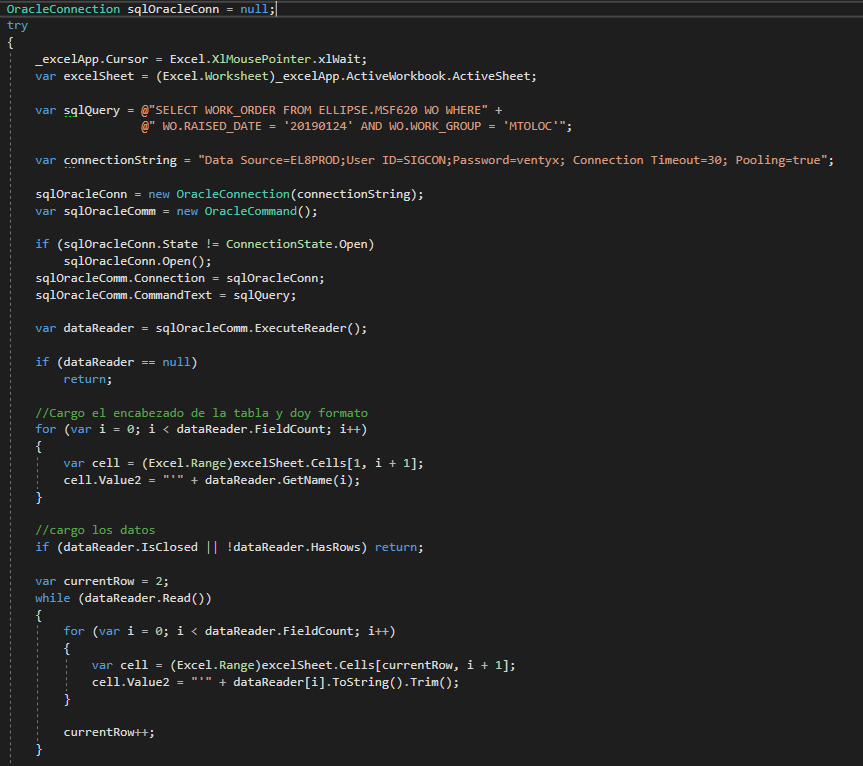 OracleConnection sqlOracleConn = null;
try
{
_excelApp.Cursor = Excel.XlMousePointer.xlWait;
var excelSheet = (Excel.Worksheet)_excelApp.ActiveWorkbook.ActiveSheet;
var sqlQuery = @"SELECT WORK_ORDER FROM ELLIPSE.MSF620 WO WHERE" +
@" WO.RAISED_DATE = '20190124' AND WO.WORK_GROUP = 'MTOLOC'";
var connectionString = "Data Source=EL8PROD;User ID=SIGCON;Password=ventyx; Connection Timeout=30; Pooling=true";
sqlOracleConn = new OracleConnection(connectionString);
var sqlOracleComm = new OracleCommand();
if (sqlOracleConn.State != ConnectionState.Open)
sqlOracleConn.Open();
sqlOracleComm.Connection = sqlOracleConn;
sqlOracleComm.CommandText = sqlQuery;
var dataReader = sqlOracleComm.ExecuteReader();
if (dataReader == null)
return;
//Cargo el encabezado de la tabla y doy formato
for (var i = 0; i < dataReader.FieldCount; i++)
{
var cell = (Excel.Range)excelSheet.Cells[1, i + 1];
cell.Value2 = "'" + dataReader.GetName(i);
}
//cargo los datos
if (dataReader.IsClosed || !dataReader.HasRows) return;
var currentRow = 2;
while (dataReader.Read())
{
for (var i = 0; i < dataReader.FieldCount; i++)
{
var cell = (Excel.Range)excelSheet.Cells[currentRow, i + 1];
cell.Value2 = "'" + dataReader[i].ToString().Trim();
}
currentRow++;
}